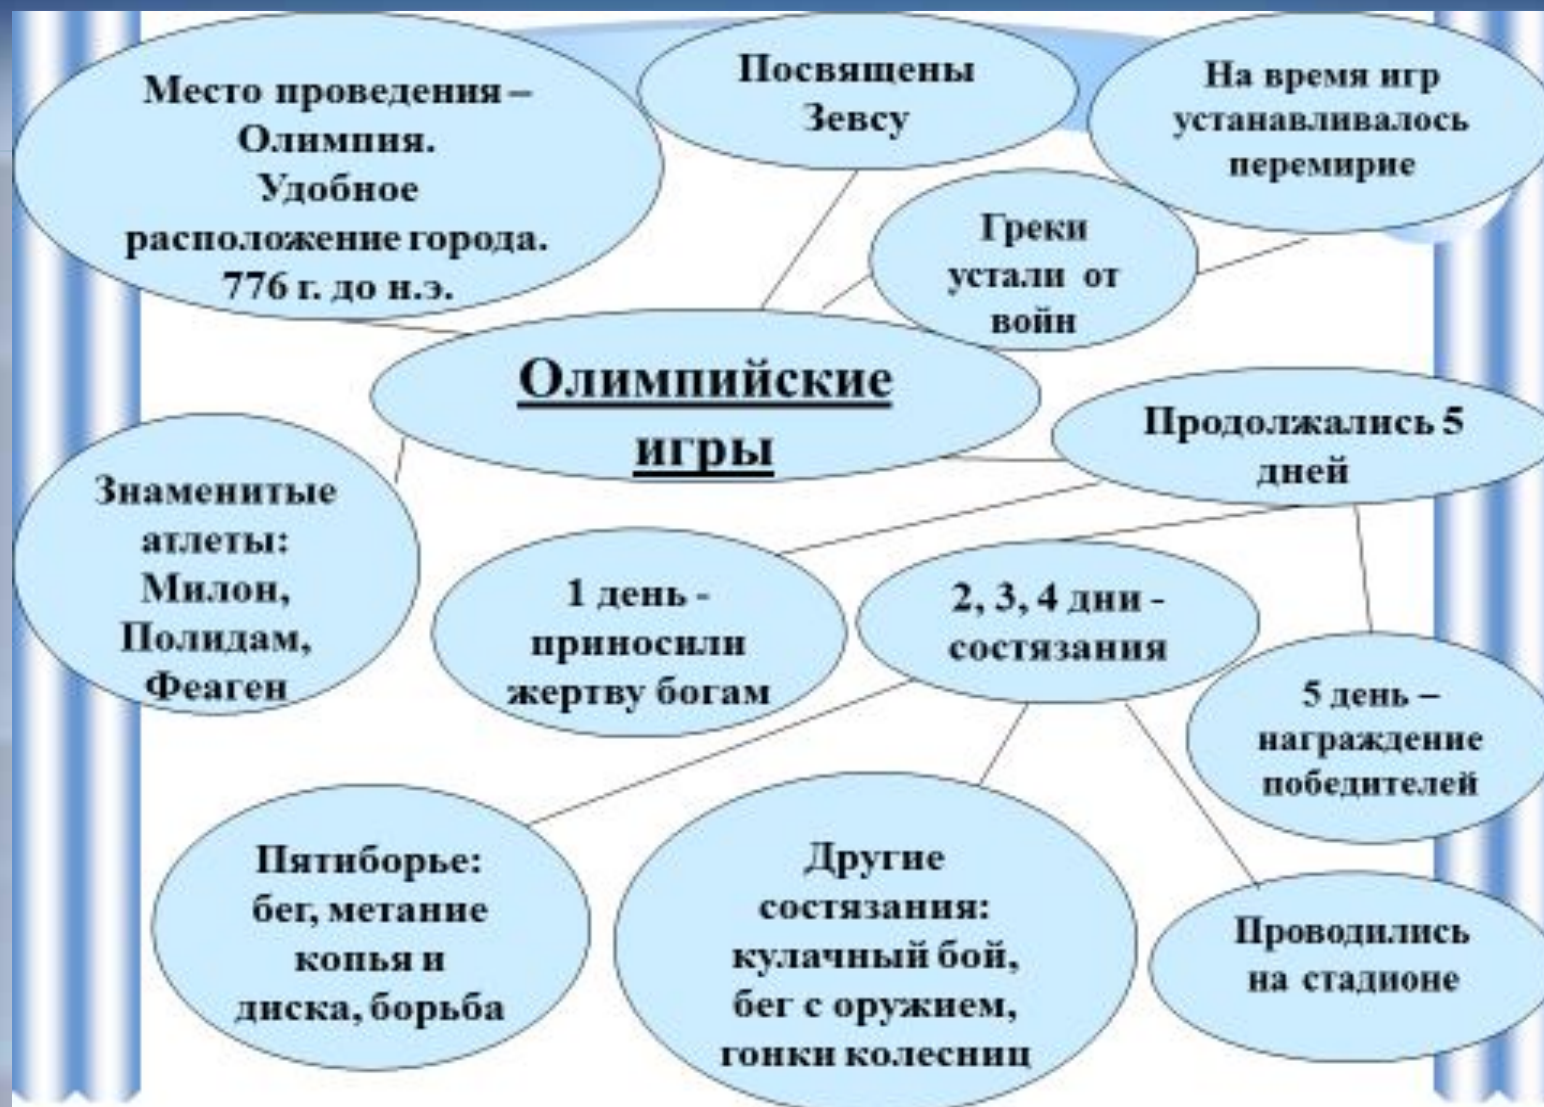 Место проведения –
Олимпия.
Удобное
расположение города.
776 г. до н.э.
Посвящены
Зевсу
На время игр
устанавливалось
перемирие
Греки
устали от
войн
Олимпийские
игры
Продолжались 5
дней
Знаменитые
атлеты:
Милон,
Полидам,
Феаген
1 день -
приносили
жертву богам
2, 3, 4 дни -
состязания
5 день –
награждение
победителей
Пятиборье:
бег, метание
копья и
диска, борьба
Другие
состязания:
кулачный бой,
бег с оружием,
гонки колесниц
Проводились
на стадионе